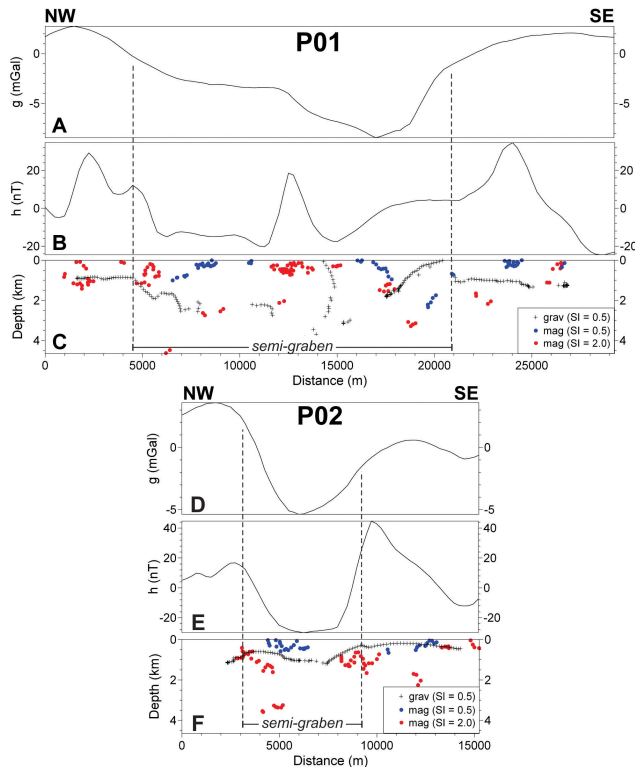 NW P01 SE
g (mGal)
0
-5
0
-5
A
h (nT)
20
0
-20
20
0
-20
B
Depth (km)
0
2
4
0
2
4
C
grav (SI = 0.5)
mag (SI = 0.5)
mag (SI = 2.0)
semi-graben
0 5000 10000 15000 20000 25000
Distance (m)
NW P02 SE
g (mGal)
0
-5
0
-5
D
h (nT)
40
20
0
-20
40
20
0
-20
E
Depth (km)
0
2
4
0
2
4
F
grav (SI = 0.5)
mag (SI = 0.5)
mag (SI = 2.0)
semi-graben
0 5000 10000 15000
Distance (m)